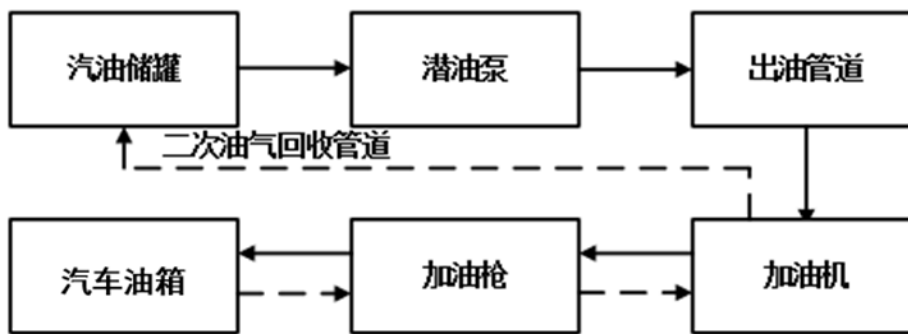 汽油储罐
潜油泵
出油管道
二次油气回收管道
汽车油箱
加油枪
加油机